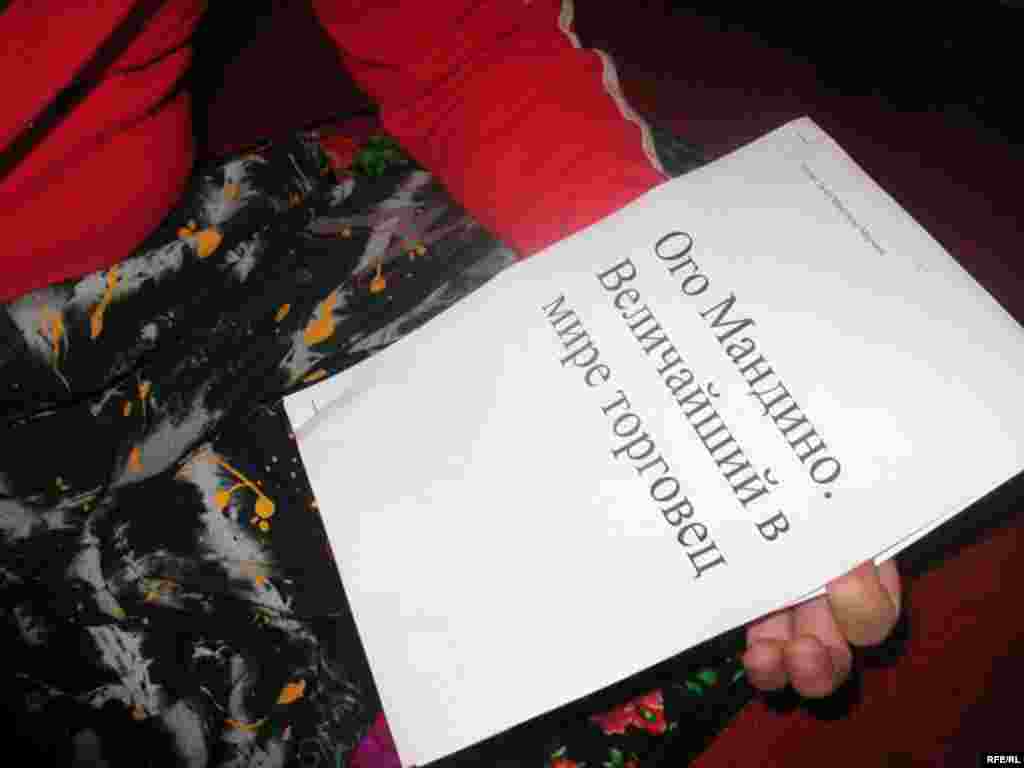 Ого Мандино.
Величайший в
мире торговец
RFE/RL